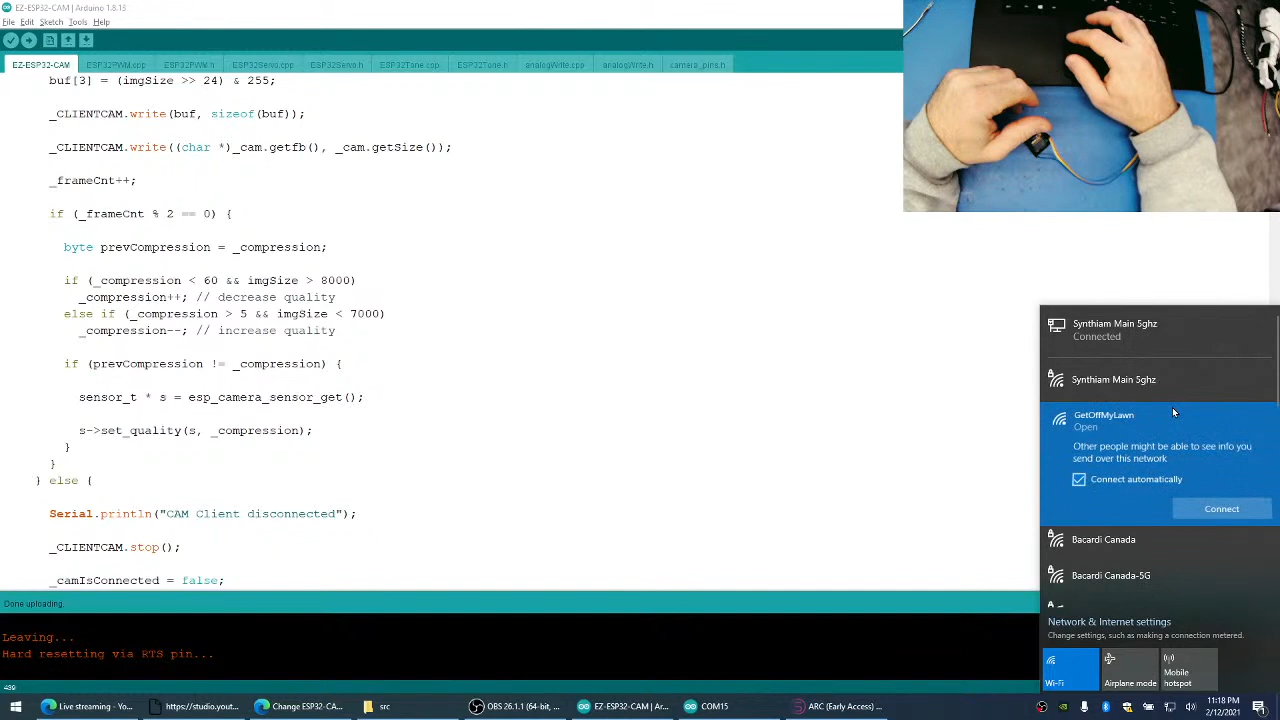 EZ-ESP32-CAM | Arduino 1.8.13
File Edit Sketch Tools Help
EZ-ESP32-CAM ESP32PWM.cpp ESP32PWM.h ESP32Servo.cpp ESP32Servo.h ESP32Tone.cpp ESP32Tune.h analogWrite.cpp analogWrite.h camera_pins.h
buf[3] = (imgSize >> 24) & 255;
_CLIENTCAM.write(buf, sizeof(buf));
_CLIENTCAM.write((char *)_cam.getfb(), _cam.getSize());
_frameCnt++;
if (_frameCnt % 2 == 0) {
byte prevCompression = _compression;
if (_compression < 60 && imgSize > 8000)
_compression++; // decrease quality
else if (_compression > 5 && imgSize < 7000)
_compression--; // increase quality
if (prevCompression != _compression) {
sensor_t * s = esp_camera_sensor_get();
s->set_quality(s, _compression);
}
}
} else {
Serial.println("CAM Client disconnected");
_CLIENTCAM.stop();
_camIsConnected = false;
Done uploading.
Leaving...
Hard resetting via RTS pin...
439
Synthiam Main 5ghz
Connected
Synthiam Main 5ghz
GetOffMyLawn
Open
Other people might be able to see info you
send over this network
Connect automatically
Connect
Bacardi Canada
Bacardi Canada-5G
Network & Internet settings
Change settings, such as making a connection metered.
Wi-Fi
Airplane mode
Mobile
hotspot
Live streaming - Yo...
https://studio.yout...
Change ESP32-CA...
src
OBS 26.1.1 (64-bit, ...
EZ-ESP32-CAM | Ar...
COM15
ARC (Early Access) ...
11:18 PM
2/12/2021